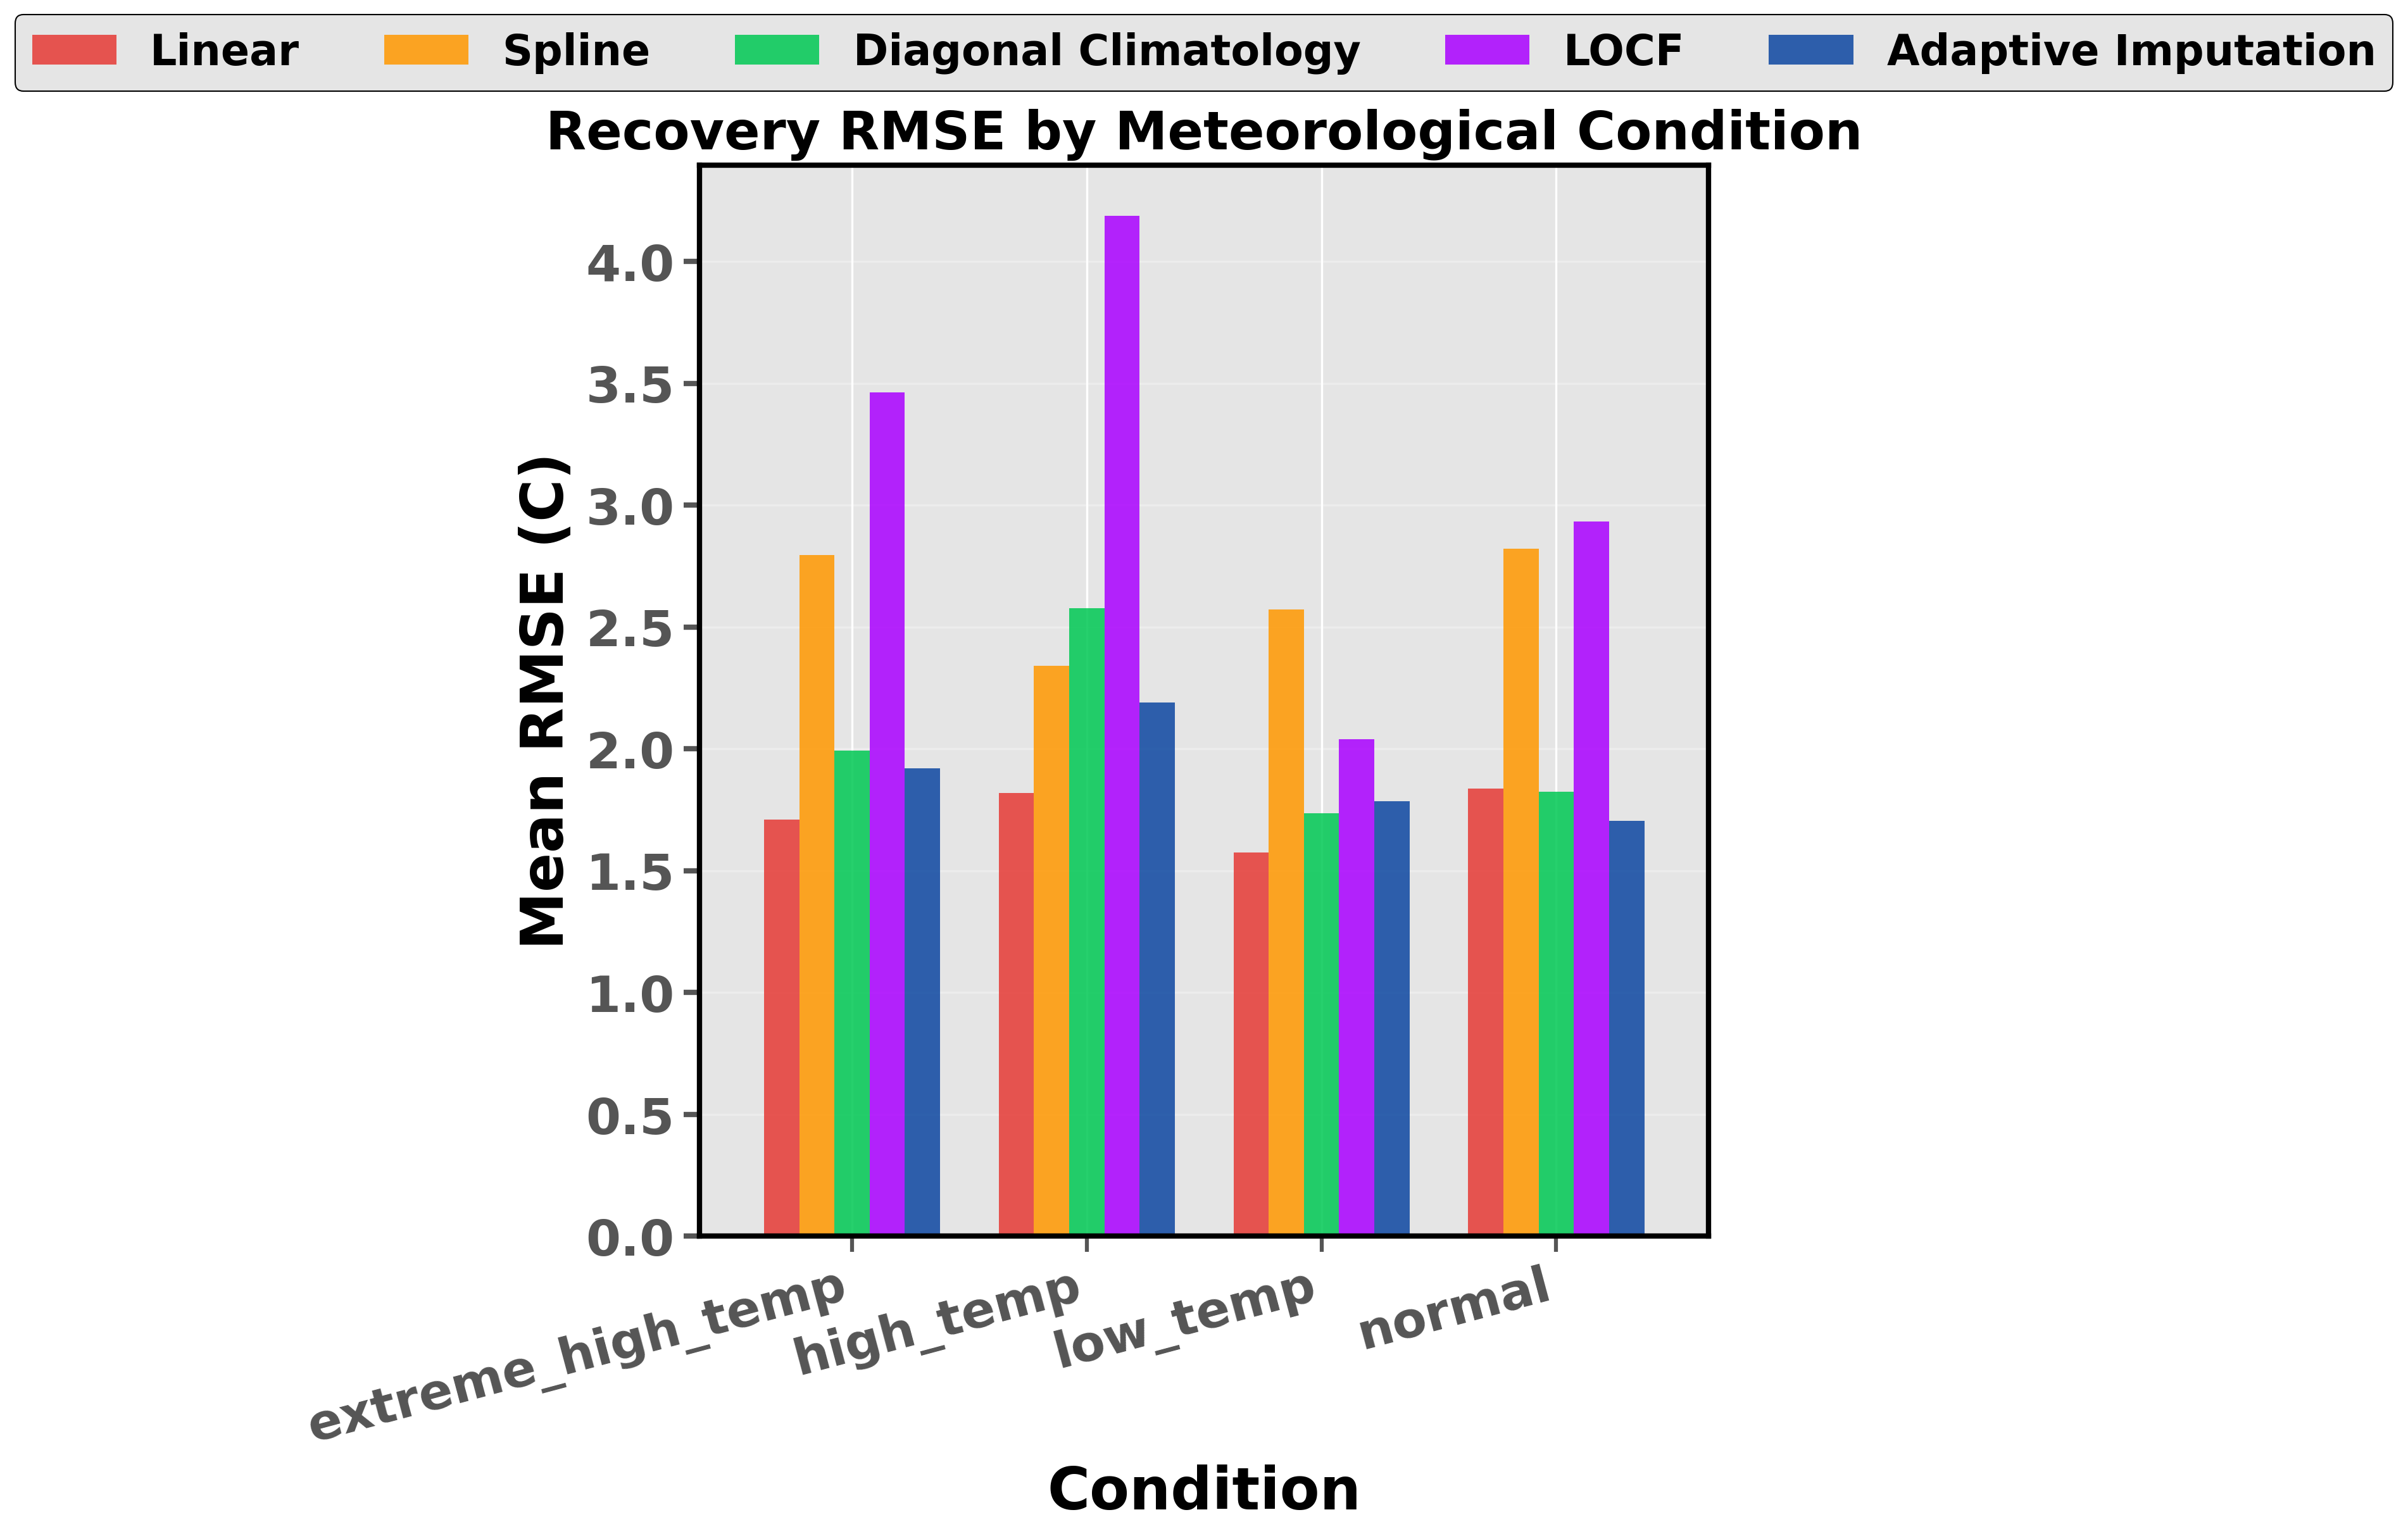 Linear Spline Diagonal Climatology LOCF Adaptive Imputation
Recovery RMSE by Meteorological Condition
Mean RMSE (C)
4.0
3.5
3.0
2.5
2.0
1.5
1.0
0.5
0.0
extreme_high_temp
high_temp
low_temp
normal
Condition